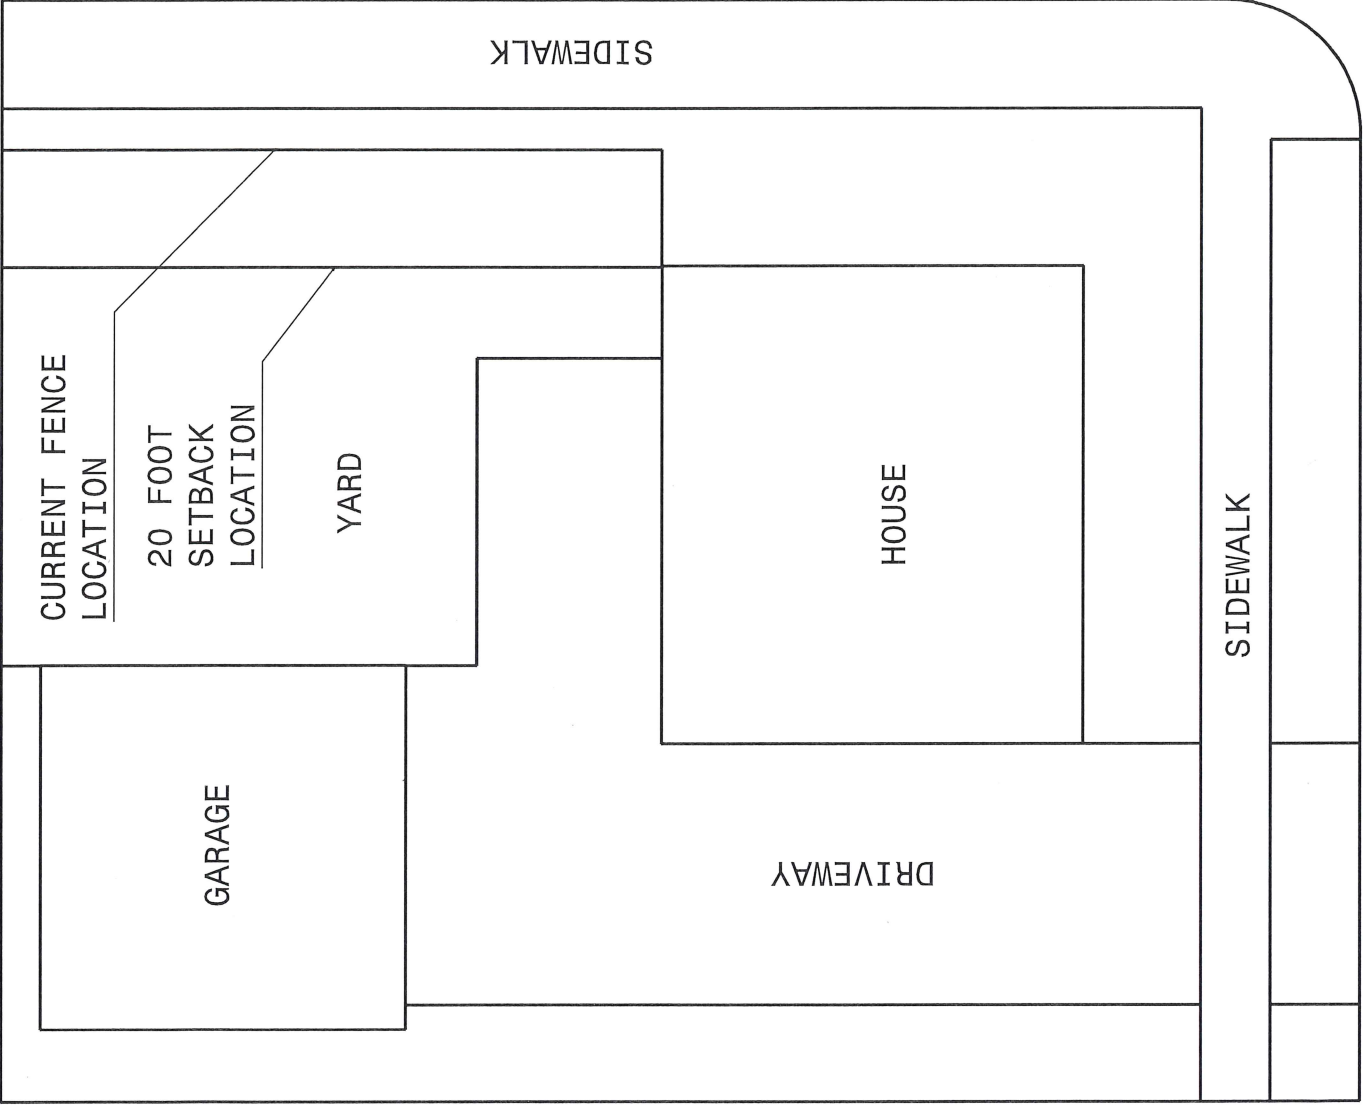 SIDEWALK
CURRENT FENCE
LOCATION
20 FOOT
SETBACK
LOCATION
YARD
HOUSE
SIDEWALK
GARAGE
DRIVEWAY